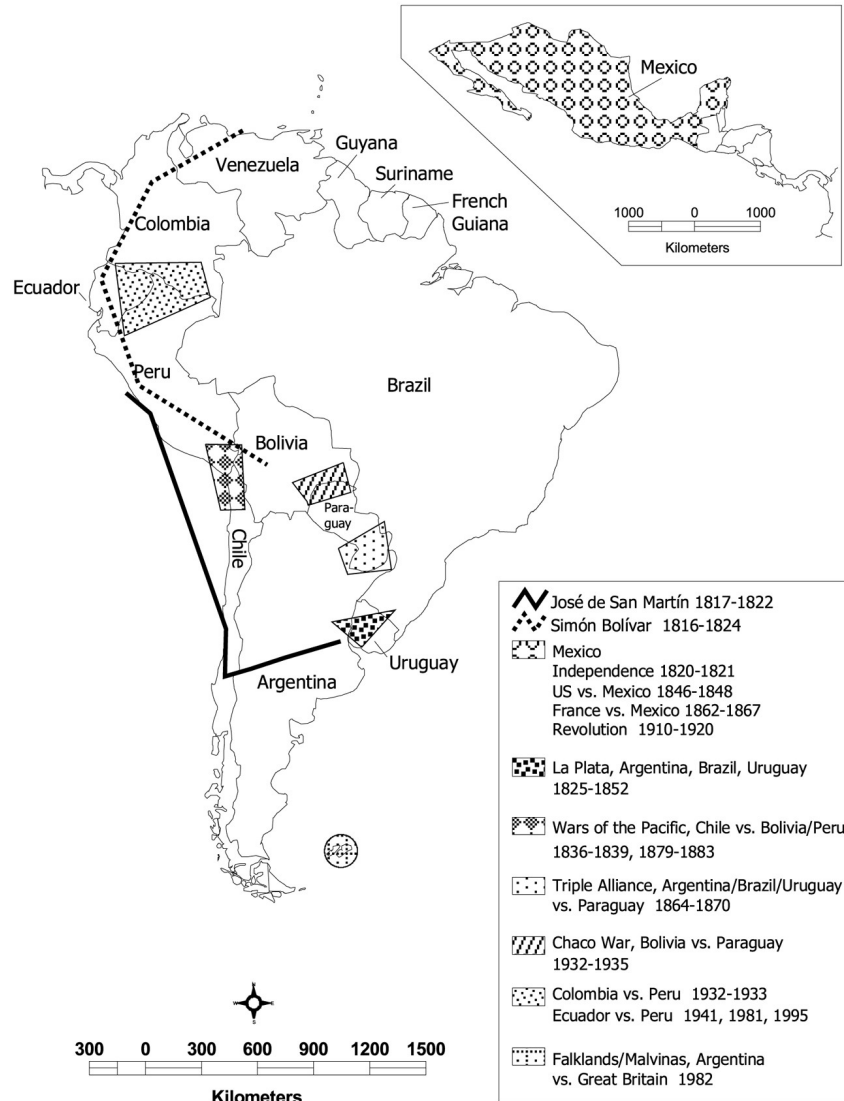 Mexico
1000 0 1000
Kilometers
Venezuela
Guyana
Suriname
French
Guiana
Colombia
Ecuador
Peru
Brazil
Bolivia
Para-
guay
Chile
Uruguay
Argentina
José de San Martín 1817-1822
Simón Bolívar 1816-1824
Mexico
Independence 1820-1821
US vs. Mexico 1846-1848
France vs. Mexico 1862-1867
Revolution 1910-1920
La Plata, Argentina, Brazil, Uruguay
1825-1852
Wars of the Pacific, Chile vs. Bolivia/Peru
1836-1839, 1879-1883
Triple Alliance, Argentina/Brazil/Uruguay
vs. Paraguay 1864-1870
Chaco War, Bolivia vs. Paraguay
1932-1935
Colombia vs. Peru 1932-1933
Ecuador vs. Peru 1941, 1981, 1995
Falklands/Malvinas, Argentina
vs. Great Britain 1982
N
W E
S
300 0 300 600 900 1200 1500
Kilometers